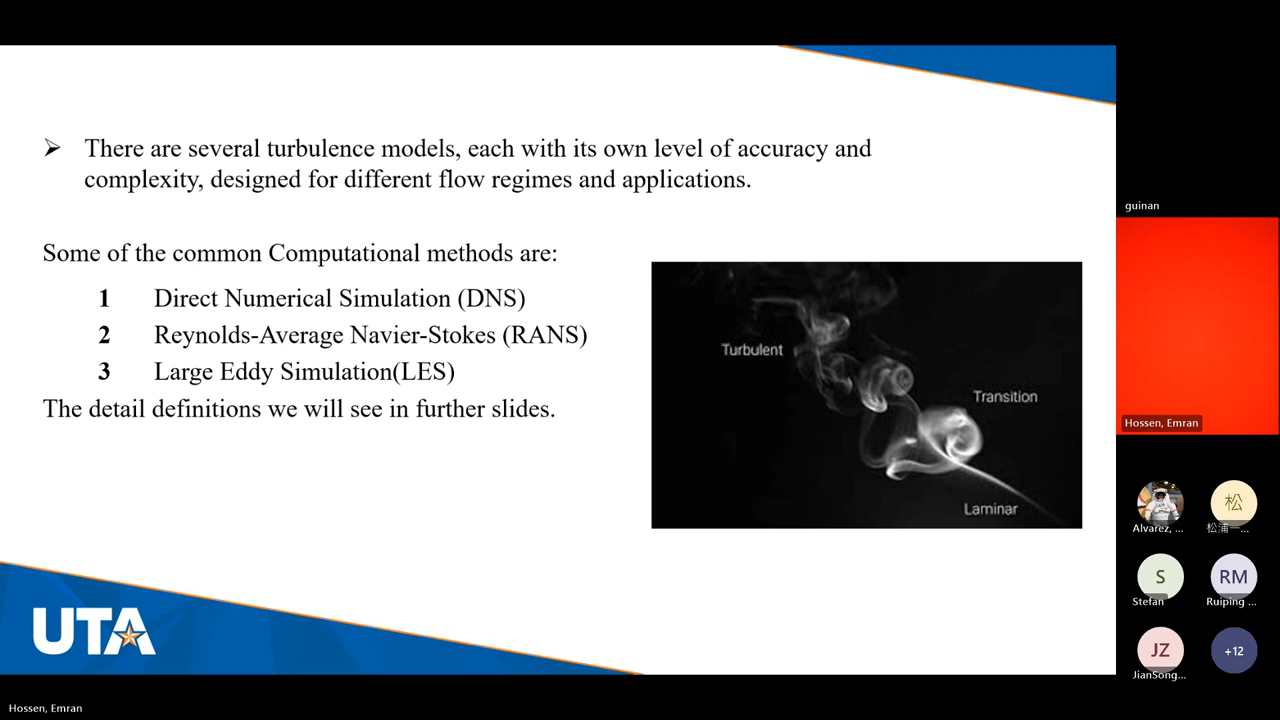 ➢ There are several turbulence models, each with its own level of accuracy and
complexity, designed for different flow regimes and applications.
Some of the common Computational methods are:
1 Direct Numerical Simulation (DNS)
2 Reynolds-Average Navier-Stokes (RANS)
3 Large Eddy Simulation(LES)
The detail definitions we will see in further slides.
Turbulent
Transition
Laminar
UTA
guinan
Hossen, Emran
Alvarez, ...
松
松浦一...
S
Stefan
RM
Ruiping ...
JZ
JianSong...
+12
Hossen, Emran